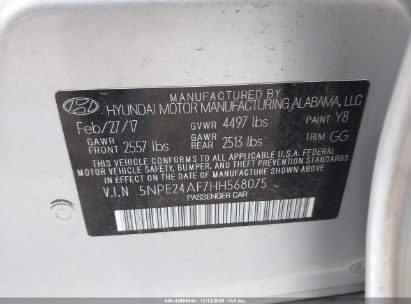 MANUFACTURED BY
HYUNDAI MOTOR MANUFACTURING ALABAMA, LLC
Feb/27/17 GVWR 4497 lbs PAINT Y8
GAWR FRONT 2557 lbs GAWR REAR 2513 lbs TRIM GG
THIS VEHICLE CONFORMS TO ALL APPLICABLE U.S.A. FEDERAL
MOTOR VEHICLE SAFETY, BUMPER, AND THEFT PREVENTION
STANDARDS IN EFFECT ON THE DATE OF MANUFACTURE SHOWN ABOVE.
V.I.N 5NPE24AF7HH568075
PASSENGER CAR